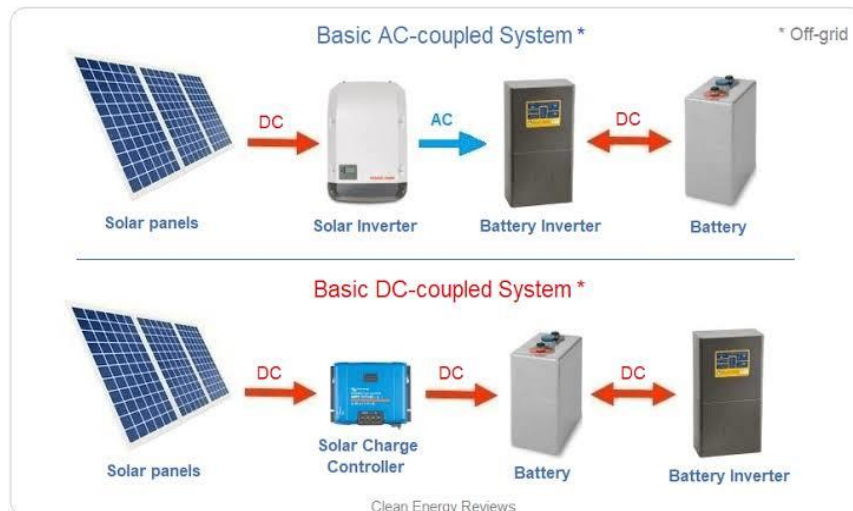 Basic AC-coupled System *
* Off-grid
DC
AC
DC
Solar panels
Solar Inverter
Battery Inverter
Battery
Basic DC-coupled System *
DC
DC
DC
Solar panels
Solar Charge
Controller
Battery
Battery Inverter
Clean Energy Reviews